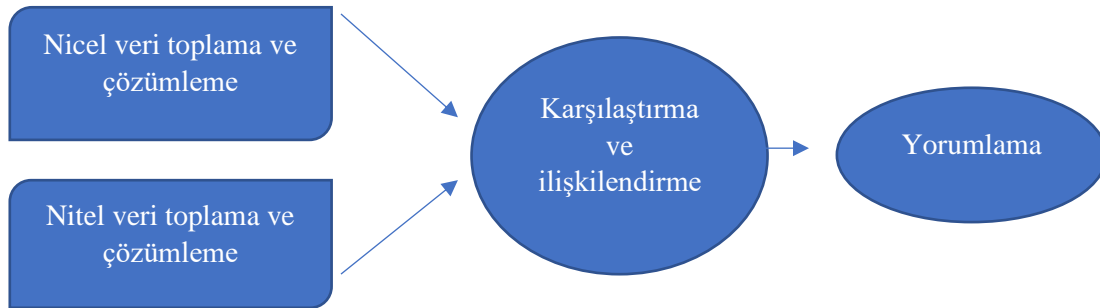 Nicel veri toplama ve
çözümleme
Nitel veri toplama ve
çözümleme
Karşılaştırma
ve
ilişkilendirme
Yorumlama